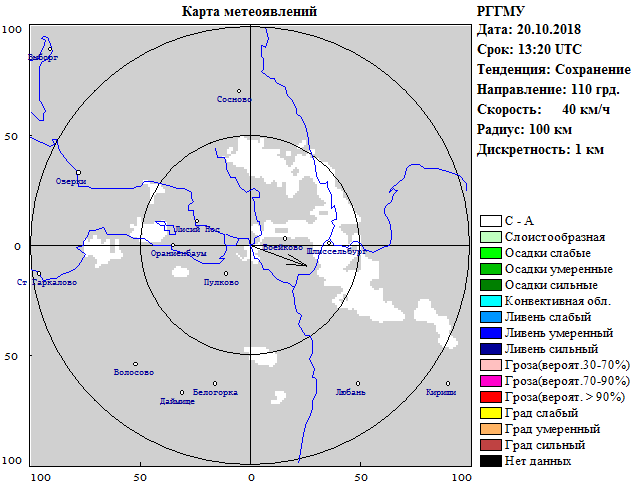 Карта метеоявлений
РГГМУ
Дата: 20.10.2018
Срок: 13:20 UTC
Тенденция: Сохранение
Направление: 110 грд.
Скорость: 40 км/ч
Радиус: 100 км
Дискретность: 1 км
С - А
Слоистообразная
Осадки слабые
Осадки умеренные
Осадки сильные
Конвективная обл.
Ливень слабый
Ливень умеренный
Ливень сильный
Гроза(вероят.30-70%)
Гроза(вероят.70-90%)
Гроза(вероят. > 90%)
Град слабый
Град умеренный
Град сильный
Нет данных
100
50
0
50
100
100
50
0
50
100
Выборг
Сосново
Озерки
Лисий Нос
Ораниенбаум
Воейково
Шлиссельбург
Ст Гаркалово
Пулково
Волосово
Даймище
Белогорка
Любань
Кириши